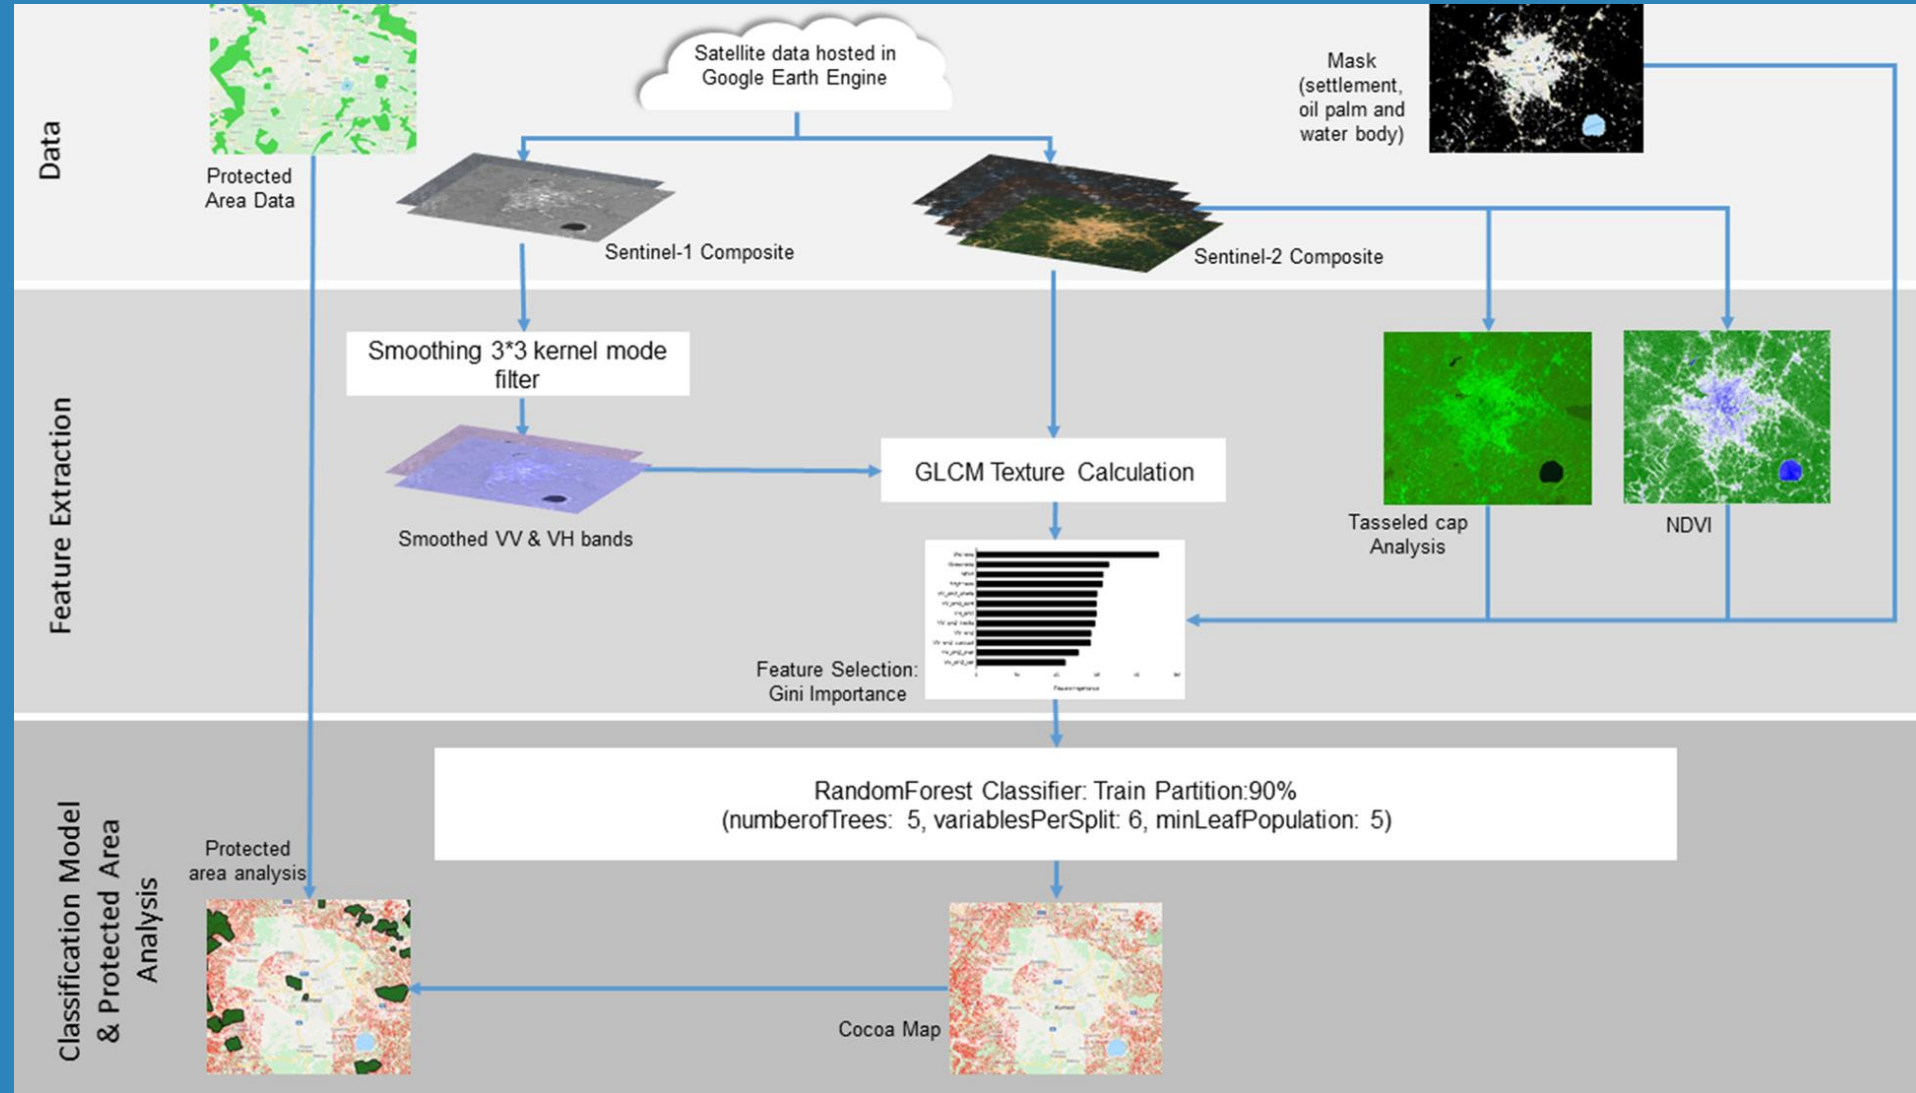 Satellite data hosted in
Google Earth Engine
Mask
(settlement,
oil palm and
water body)
Data
Protected
Area Data
Sentinel-1 Composite
Sentinel-2 Composite
Feature Extraction
Smoothing 3*3 kernel mode
filter
GLCM Texture Calculation
Smoothed VV & VH bands
Tasseled cap
Analysis
NDVI
Feature Selection:
Gini Importance
Classification Model
& Protected Area
Analysis
RandomForest Classifier: Train Partition:90%
(numberofTrees: 5, variablesPerSplit: 6, minLeafPopulation: 5)
Protected
area analysis
Cocoa Map